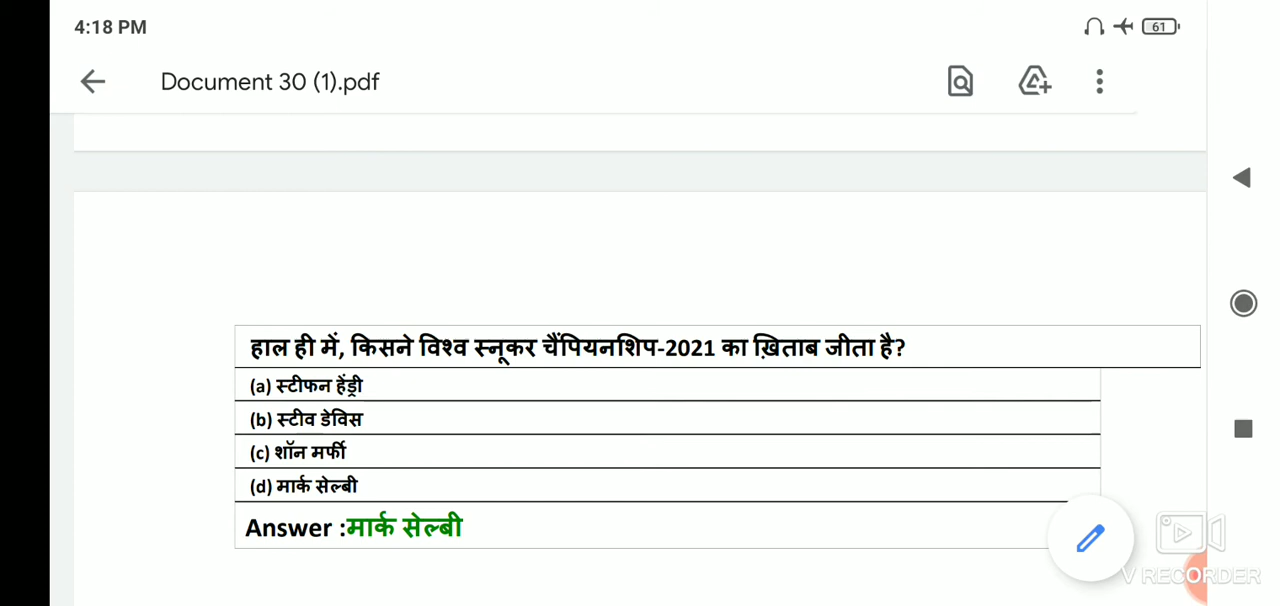 4:18 PM
61
Document 30 (1).pdf
हाल ही में, किसने विश्व स्नूकर चैंपियनशिप-2021 का ख़िताब जीता है?
(a) स्टीफन हेंड्री
(b) स्टीव डेविस
(c) शॉन मर्फी
(d) मार्क सेल्बी
Answer :मार्क सेल्बी
V RECORDER